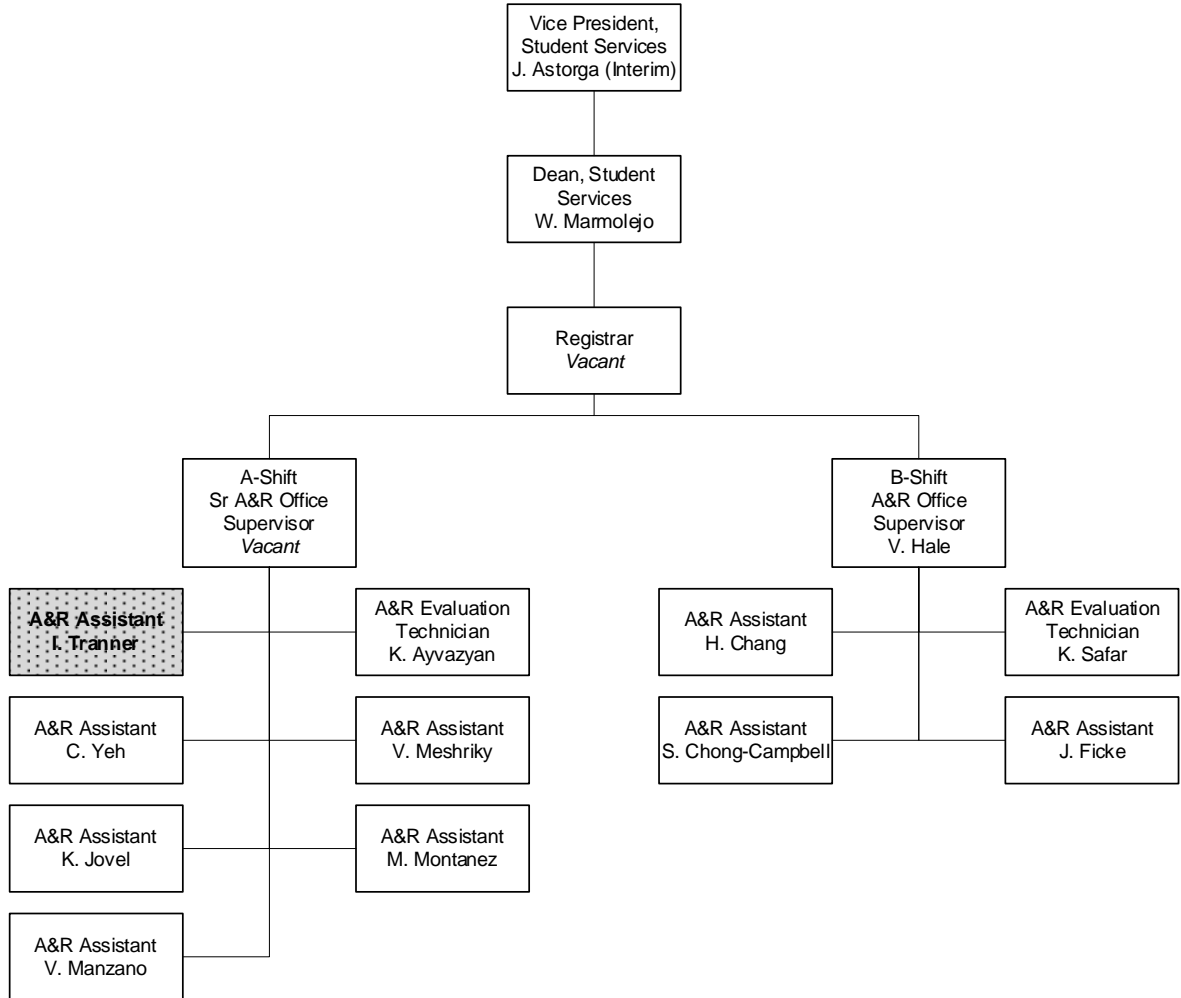 Vice President,
Student Services
J. Astorga (Interim)
Dean, Student
Services
W. Marmolejo
Registrar
Vacant
A-Shift
Sr A&R Office
Supervisor
Vacant
B-Shift
A&R Office
Supervisor
V. Hale
A&R Assistant
I. Tranner
A&R Evaluation
Technician
K. Ayvazyan
A&R Assistant
H. Chang
A&R Evaluation
Technician
K. Safar
A&R Assistant
C. Yeh
A&R Assistant
V. Meshriky
A&R Assistant
S. Chong-Campbell
A&R Assistant
J. Ficke
A&R Assistant
K. Jovel
A&R Assistant
M. Montanez
A&R Assistant
V. Manzano